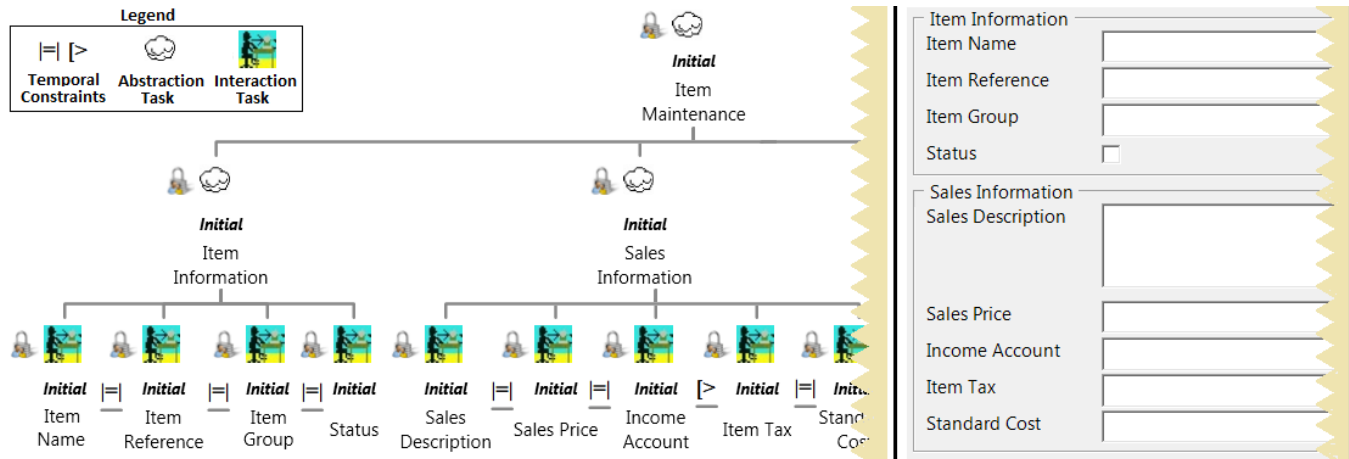 Legend
|=| [>
Temporal Constraints
Abstraction Task
Interaction Task
Initial
Item
Maintenance
Initial
Item
Information
Initial
Sales
Information
Initial |=| Initial |=| Initial |=| Initial
Item Name
Item Reference
Item Group
Status
Initial |=| Initial |=| Initial [> Initial |=| Initi
Sales Description
Sales Price
Income Account
Item Tax
Stand
Cos
Item Information
Item Name
Item Reference
Item Group
Status
Sales Information
Sales Description
Sales Price
Income Account
Item Tax
Standard Cost